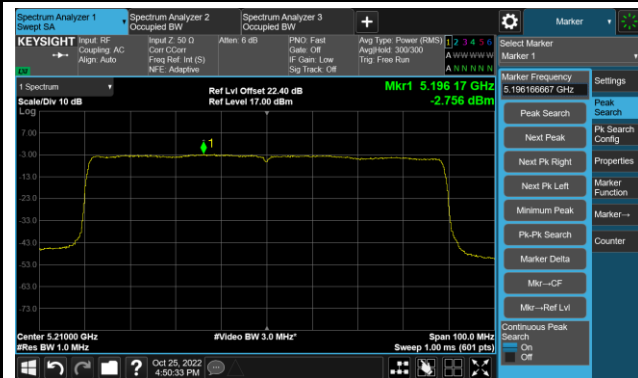 Spectrum Analyzer 1
Swept SA
Spectrum Analyzer 2
Occupied BW
Spectrum Analyzer 3
Occupied BW
+
Marker
KEYSIGHT
Input: RF
Coupling: AC
Align: Auto
Input Z: 50 Ω
Corr CCorr
Freq Ref: Int (S)
NFE: Adaptive
Atten: 6 dB
PNO: Fast
Gate: Off
IF Gain: Low
Sig Track: Off
Avg Type: Power (RMS)
Avg|Hold: 300/300
Trig: Free Run
1 2 3 4 5 6
A W W W W W
A N N N N N
LXI
Select Marker
Marker 1
1 Spectrum
Scale/Div 10 dB
Log
Ref Lvl Offset 22.40 dB
Ref Level 17.00 dBm
Mkr1 5.196 17 GHz
-2.756 dBm
7.00
-3.00
-13.0
-23.0
-33.0
-43.0
-53.0
-63.0
-73.0
1
Center 5.21000 GHz
#Res BW 1.0 MHz
#Video BW 3.0 MHz*
Span 100.0 MHz
Sweep 1.00 ms (601 pts)
Marker Frequency
5.196166667 GHz
Peak Search
Next Peak
Next Pk Right
Next Pk Left
Minimum Peak
Pk-Pk Search
Marker Delta
Mkr→CF
Mkr→Ref Lvl
Continuous Peak
Search
On
Off
Settings
Peak
Search
Pk Search
Config
Properties
Marker
Function
Marker→
Counter
?
Oct 25, 2022
4:50:33 PM